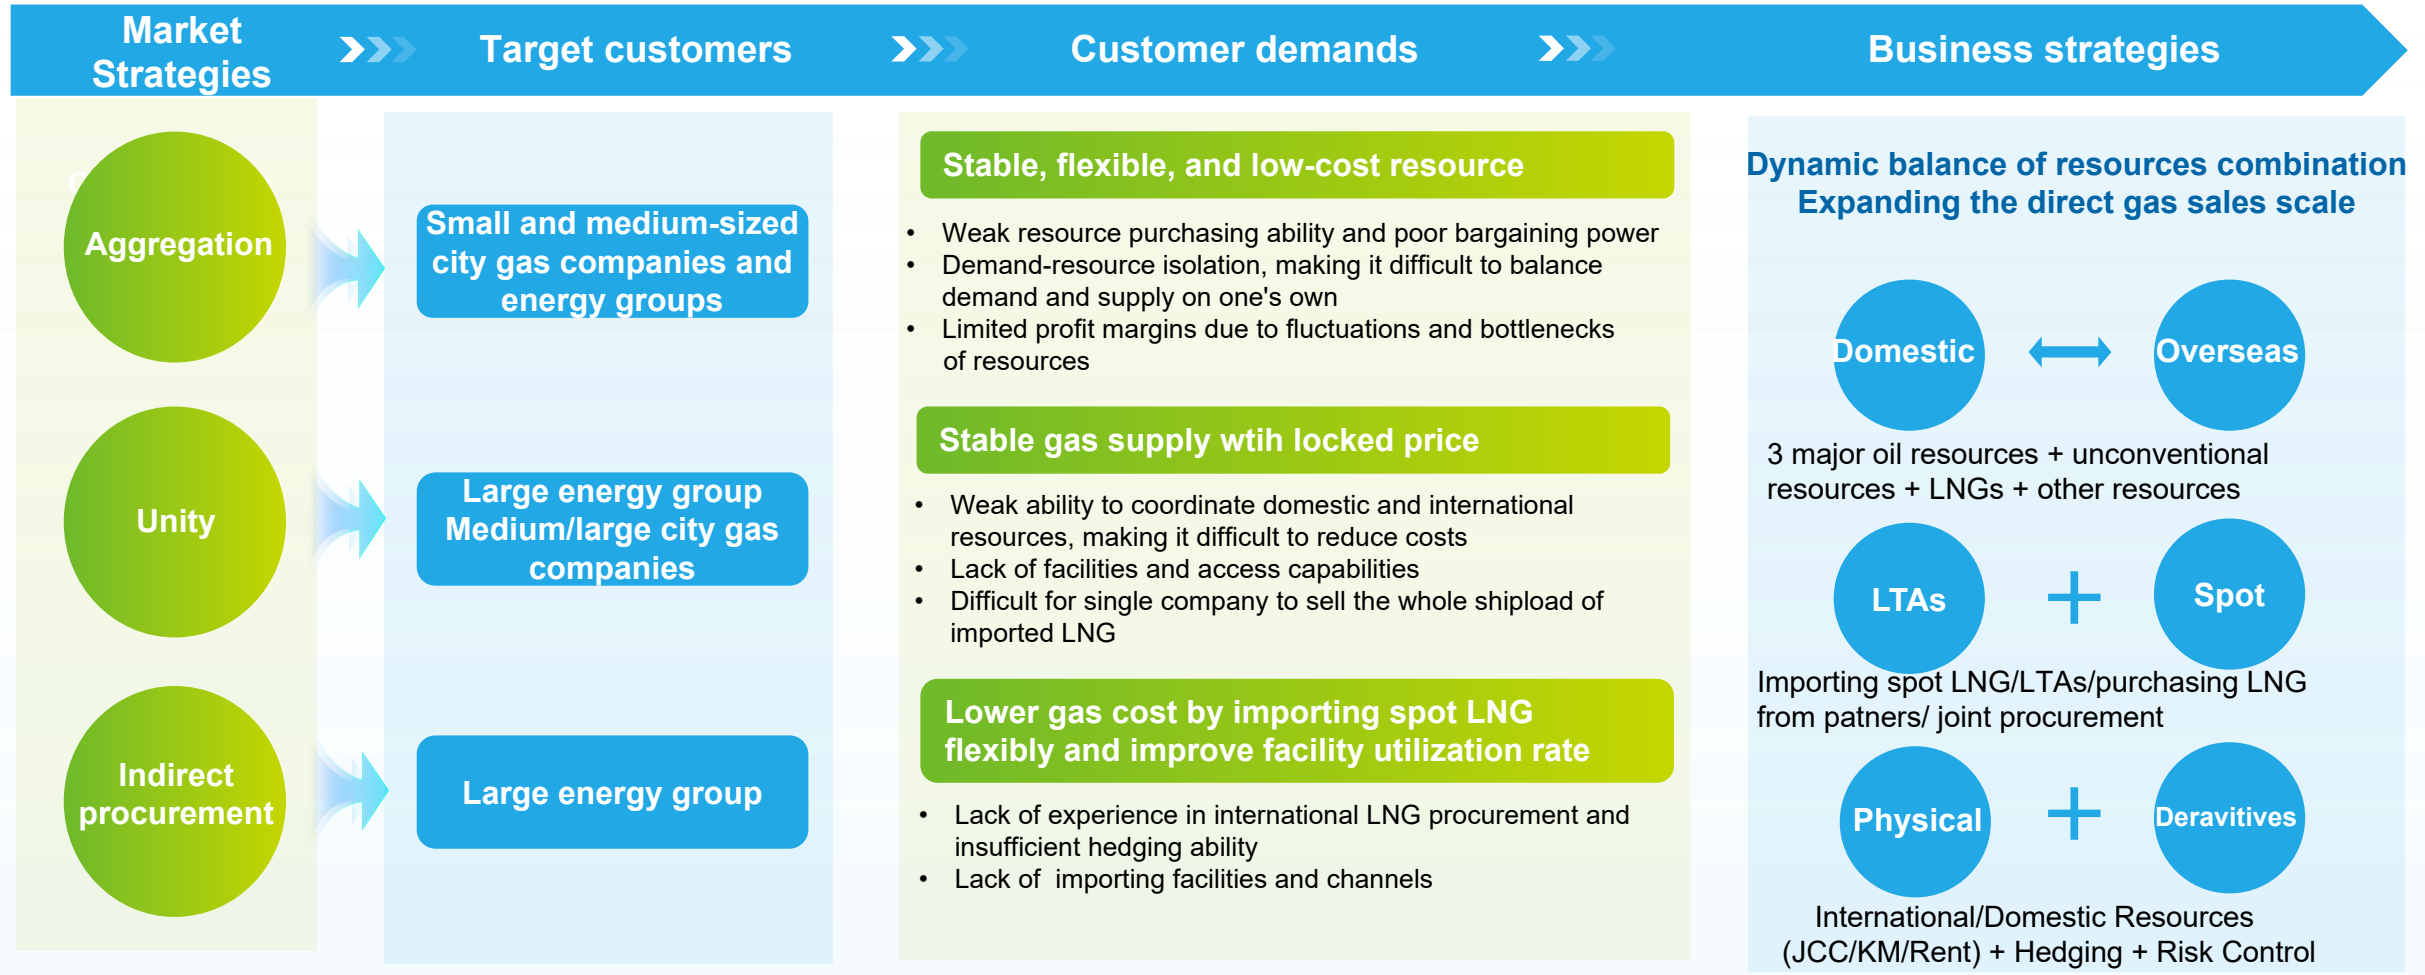 Market
Strategies
Target customers
Customer demands
Business strategies
Aggregation
Small and medium-sized
city gas companies and
energy groups
Stable, flexible, and low-cost resource
• Weak resource purchasing ability and poor bargaining power
• Demand-resource isolation, making it difficult to balance
demand and supply on one's own
• Limited profit margins due to fluctuations and bottlenecks
of resources
Unity
Large energy group
Medium/large city gas
companies
Stable gas supply wtih locked price
• Weak ability to coordinate domestic and international
resources, making it difficult to reduce costs
• Lack of facilities and access capabilities
• Difficult for single company to sell the whole shipload of
imported LNG
Indirect
procurement
Large energy group
Lower gas cost by importing spot LNG
flexibly and improve facility utilization rate
• Lack of experience in international LNG procurement and
insufficient hedging ability
• Lack of  importing facilities and channels
Dynamic balance of resources combination
Expanding the direct gas sales scale
Domestic
Overseas
3 major oil resources + unconventional
resources + LNGs + other resources
LTAs
Spot
Importing spot LNG/LTAs/purchasing LNG
from patners/ joint procurement
Physical
Deravitives
International/Domestic Resources
(JCC/KM/Rent) + Hedging + Risk Control